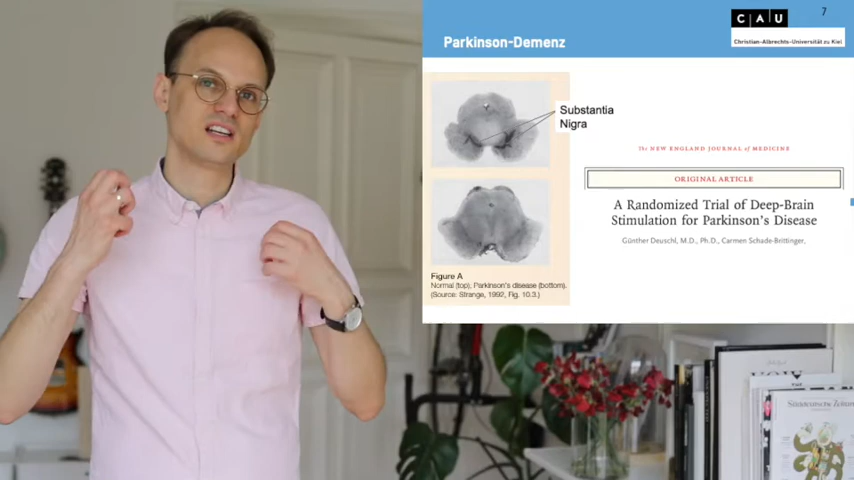 7
CAU
Christian-Albrechts-Universität zu Kiel
Parkinson-Demenz
Substantia
Nigra
Figure A
Normal (top), Parkinson's disease (bottom).
(Source: Strange, 1992, Fig. 10.3.)
The NEW ENGLAND JOURNAL of MEDICINE
ORIGINAL ARTICLE
A Randomized Trial of Deep-Brain
Stimulation for Parkinson's Disease
Günther Deuschl, M.D., Ph.D., Carmen Schade-Brittinger,
Süddeutsche Zeitung